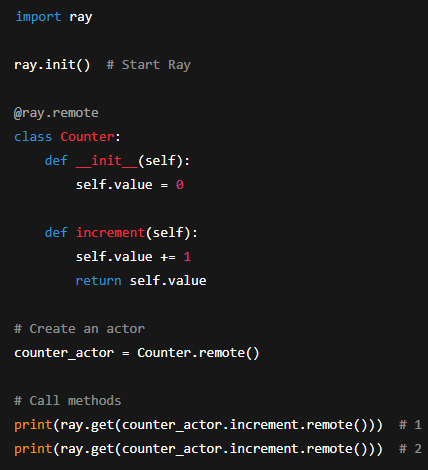 import ray
ray.init()  # Start Ray
@ray.remote
class Counter:
    def __init__(self):
        self.value = 0
    def increment(self):
        self.value += 1
        return self.value
# Create an actor
counter_actor = Counter.remote()
# Call methods
print(ray.get(counter_actor.increment.remote()))  # 1
print(ray.get(counter_actor.increment.remote()))  # 2